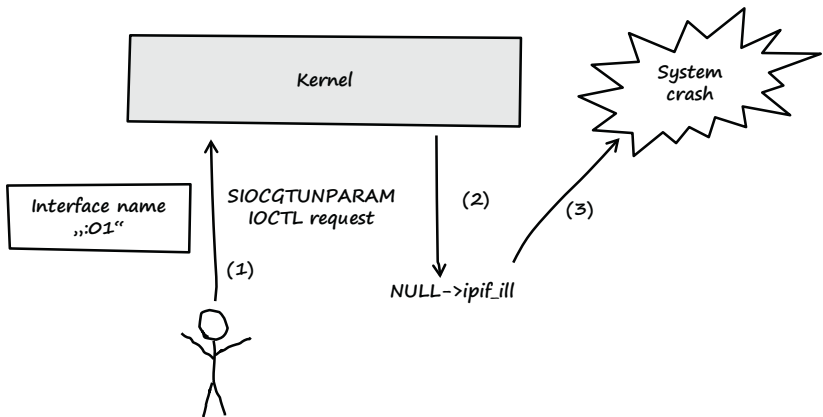 Kernel
System
crash
Interface name
„:01“
SIOCGTUNPARAM
IOCTL request
(1)
(2)
(3)
NULL->ipif_ill